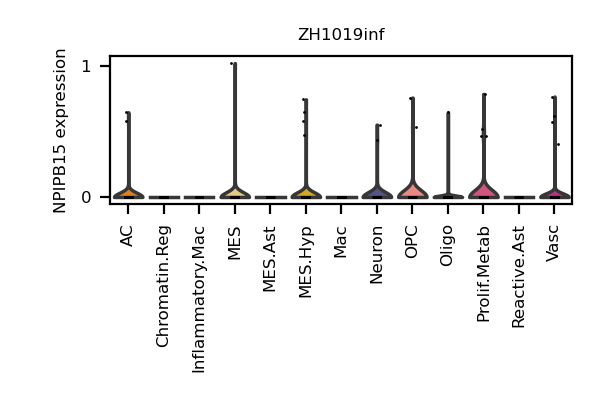 ZH1019inf
NPIPB15 expression
1
0
AC
Chromatin.Reg
Inflammatory.Mac
MES
MES.Ast
MES.Hyp
Mac
Neuron
OPC
Oligo
Prolif.Metab
Reactive.Ast
Vasc